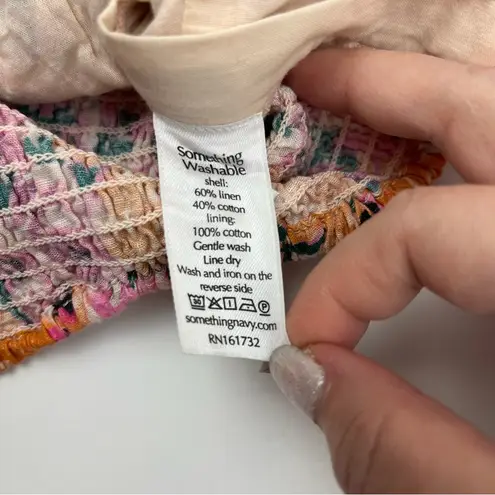 Something
Washable
shell:
60% linen
40% cotton
lining:
100% cotton
Gentle wash
Line dry
Wash and iron on the
reverse side
somethingnavy.com
RN161732